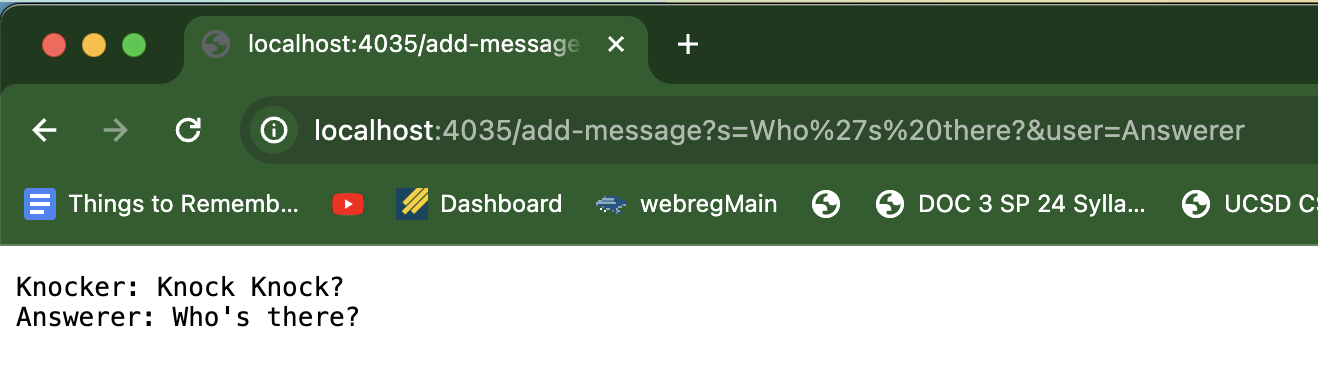 localhost:4035/add-message
localhost:4035/add-message?s=Who%27s%20there?&user=Answerer
Things to Rememb... Dashboard webregMain DOC 3 SP 24 Sylla... UCSD CS
Knocker: Knock Knock?
Answerer: Who's there?